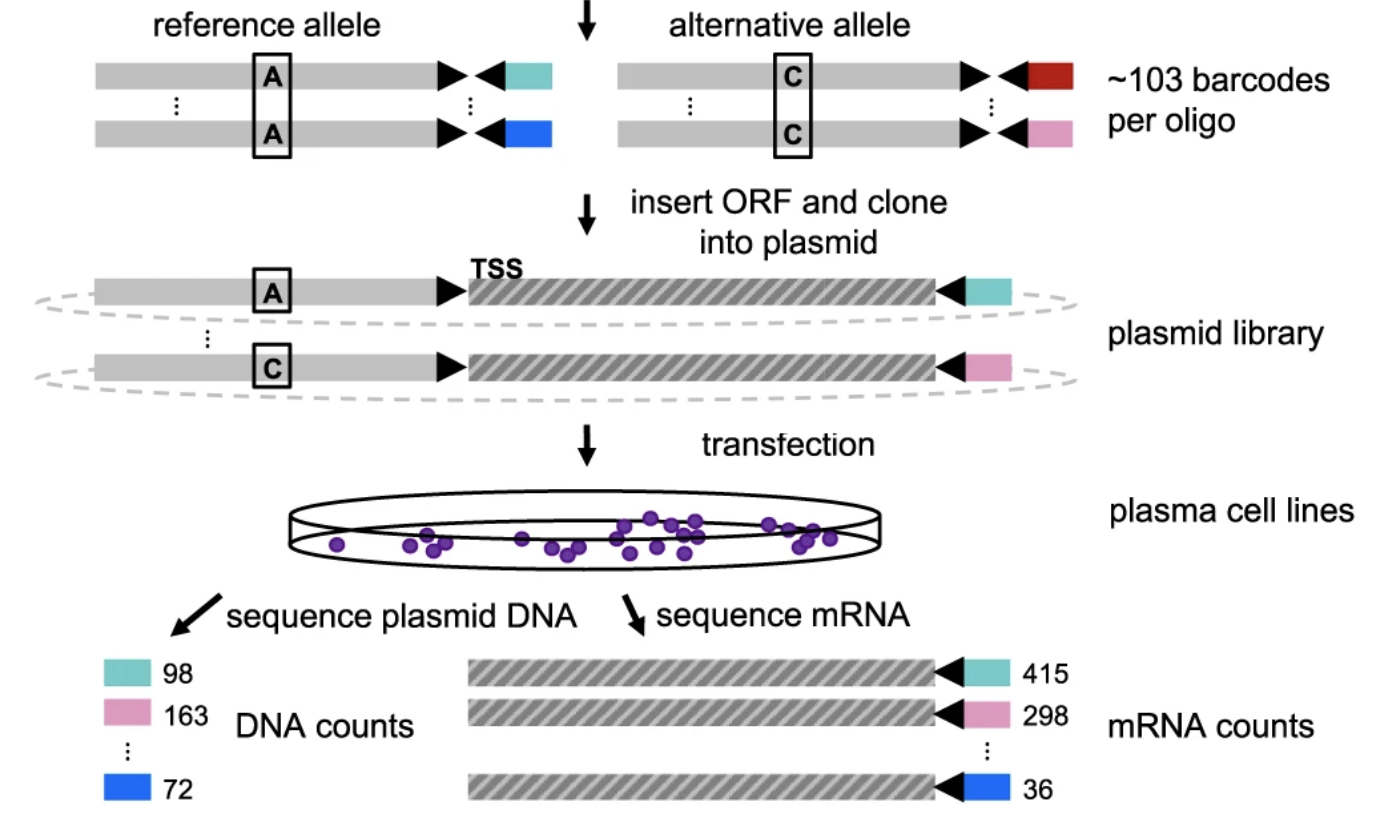 reference allele
alternative allele
A
C
A
C
~103 barcodes
per oligo
insert ORF and clone
into plasmid
TSS
A
C
plasmid library
transfection
plasma cell lines
sequence plasmid DNA
sequence mRNA
98
415
163
DNA counts
298
mRNA counts
72
36